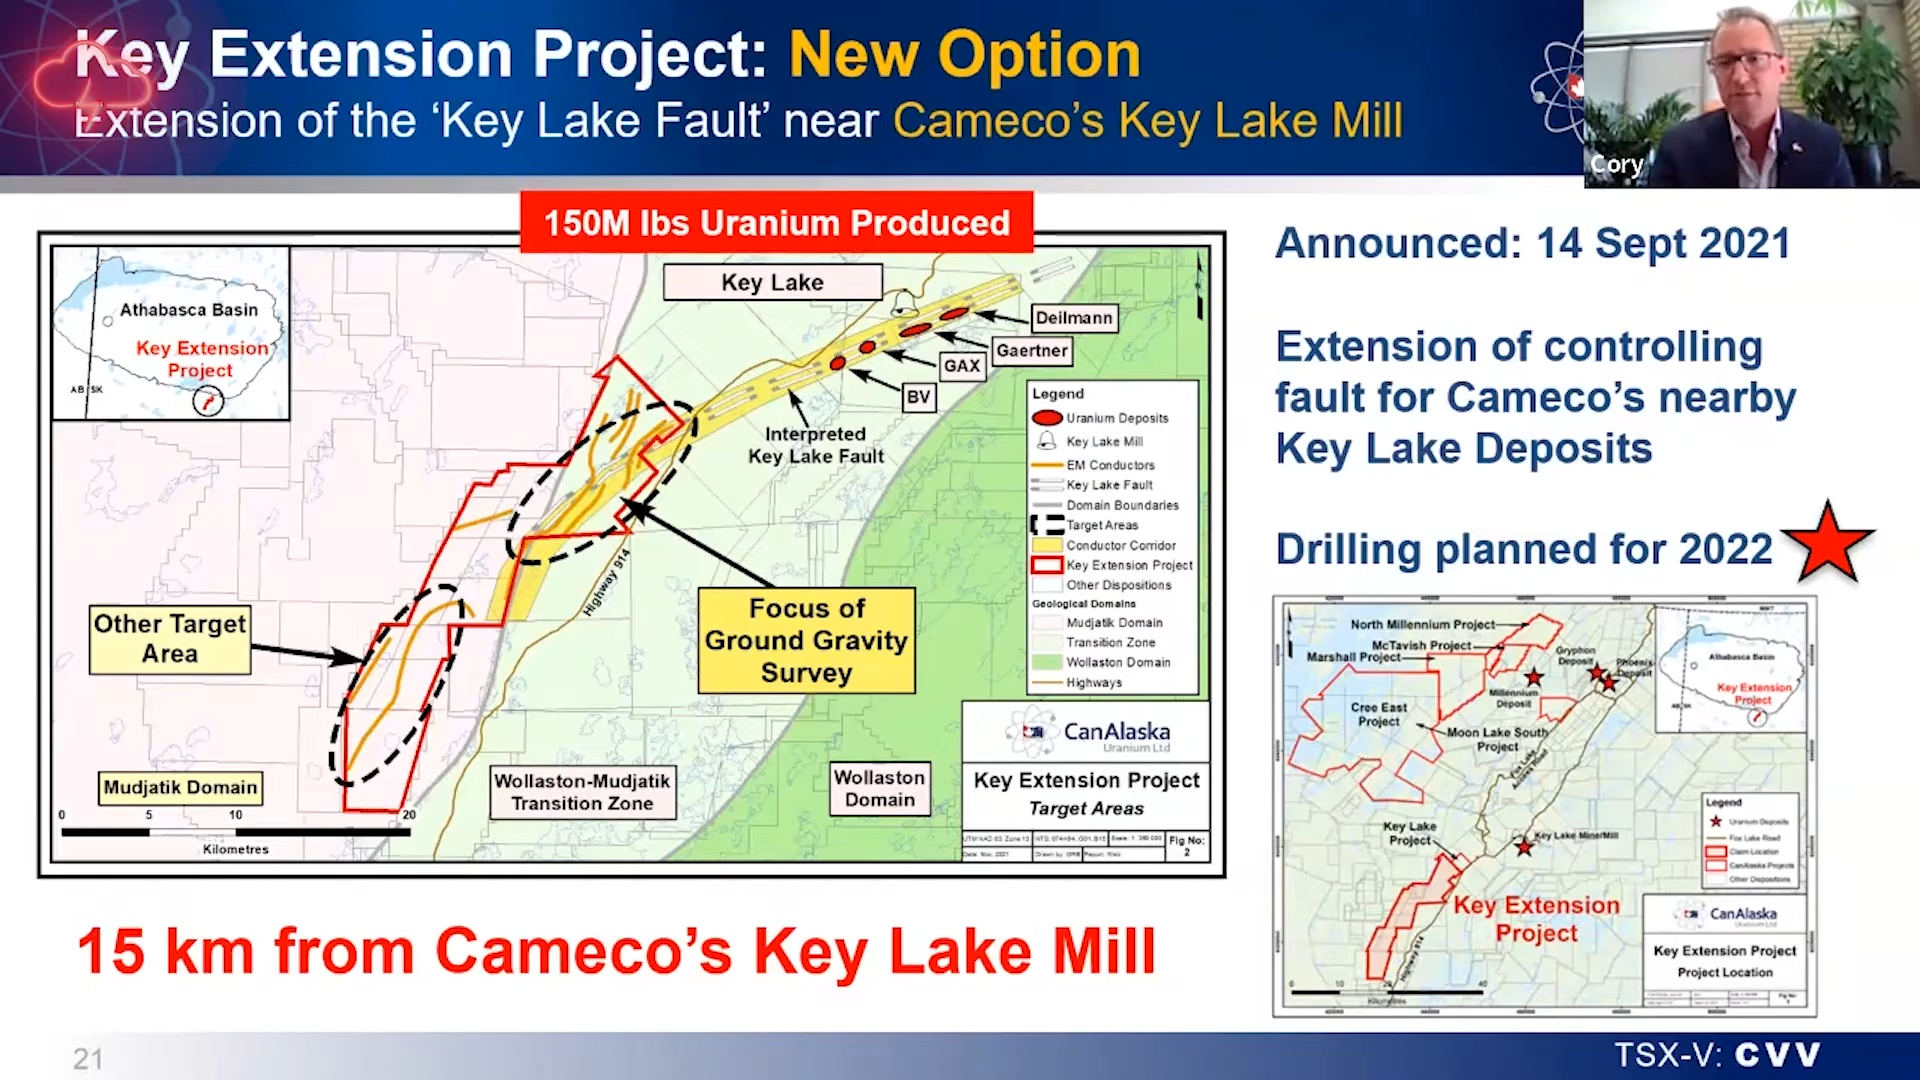 Key Extension Project: New Option
Extension of the ‘Key Lake Fault’ near Cameco’s Key Lake Mill
Cory
150M lbs Uranium Produced
Athabasca Basin
Key Extension
Project
AB
SK
Key Lake
Deilmann
Gaertner
GAX
BV
Interpreted
Key Lake Fault
Highway 914
Other Target
Area
Focus of
Ground Gravity
Survey
Mudjatik Domain
Wollaston-Mudjatik
Transition Zone
Wollaston
Domain
0 5 10 20
Kilometres
Legend
Uranium Deposits
Key Lake Mill
EM Conductors
Key Lake Fault
Domain Boundaries
Target Areas
Conductor Corridor
Key Extension Project
Other Dispositions
Geological Domains
Mudjatik Domain
Transition Zone
Wollaston Domain
Highways
CanAlaska
Uranium Ltd
Key Extension Project
Target Areas
Fig No:
2
15 km from Cameco’s Key Lake Mill
Announced: 14 Sept 2021
Extension of controlling
fault for Cameco’s nearby
Key Lake Deposits
Drilling planned for 2022
North Millennium Project
McTavish Project
Marshall Project
Gryphon
Deposit
Phoenix
Deposit
Millennium
Deposit
Cree East
Project
Moon Lake South
Project
Fox Lake
Access Road
Key Lake
Project
Key Lake Mine/Mill
Key Extension
Project
Highway 914
0 10 20 40
Kilometres
Athabasca Basin
Key Extension
Project
Legend
Uranium Deposits
Fox Lake Road
Claim Location
CanAlaska Projects
Other Dispositions
CanAlaska
Uranium Ltd
Key Extension Project
Project Location
21
TSX-V: CVV